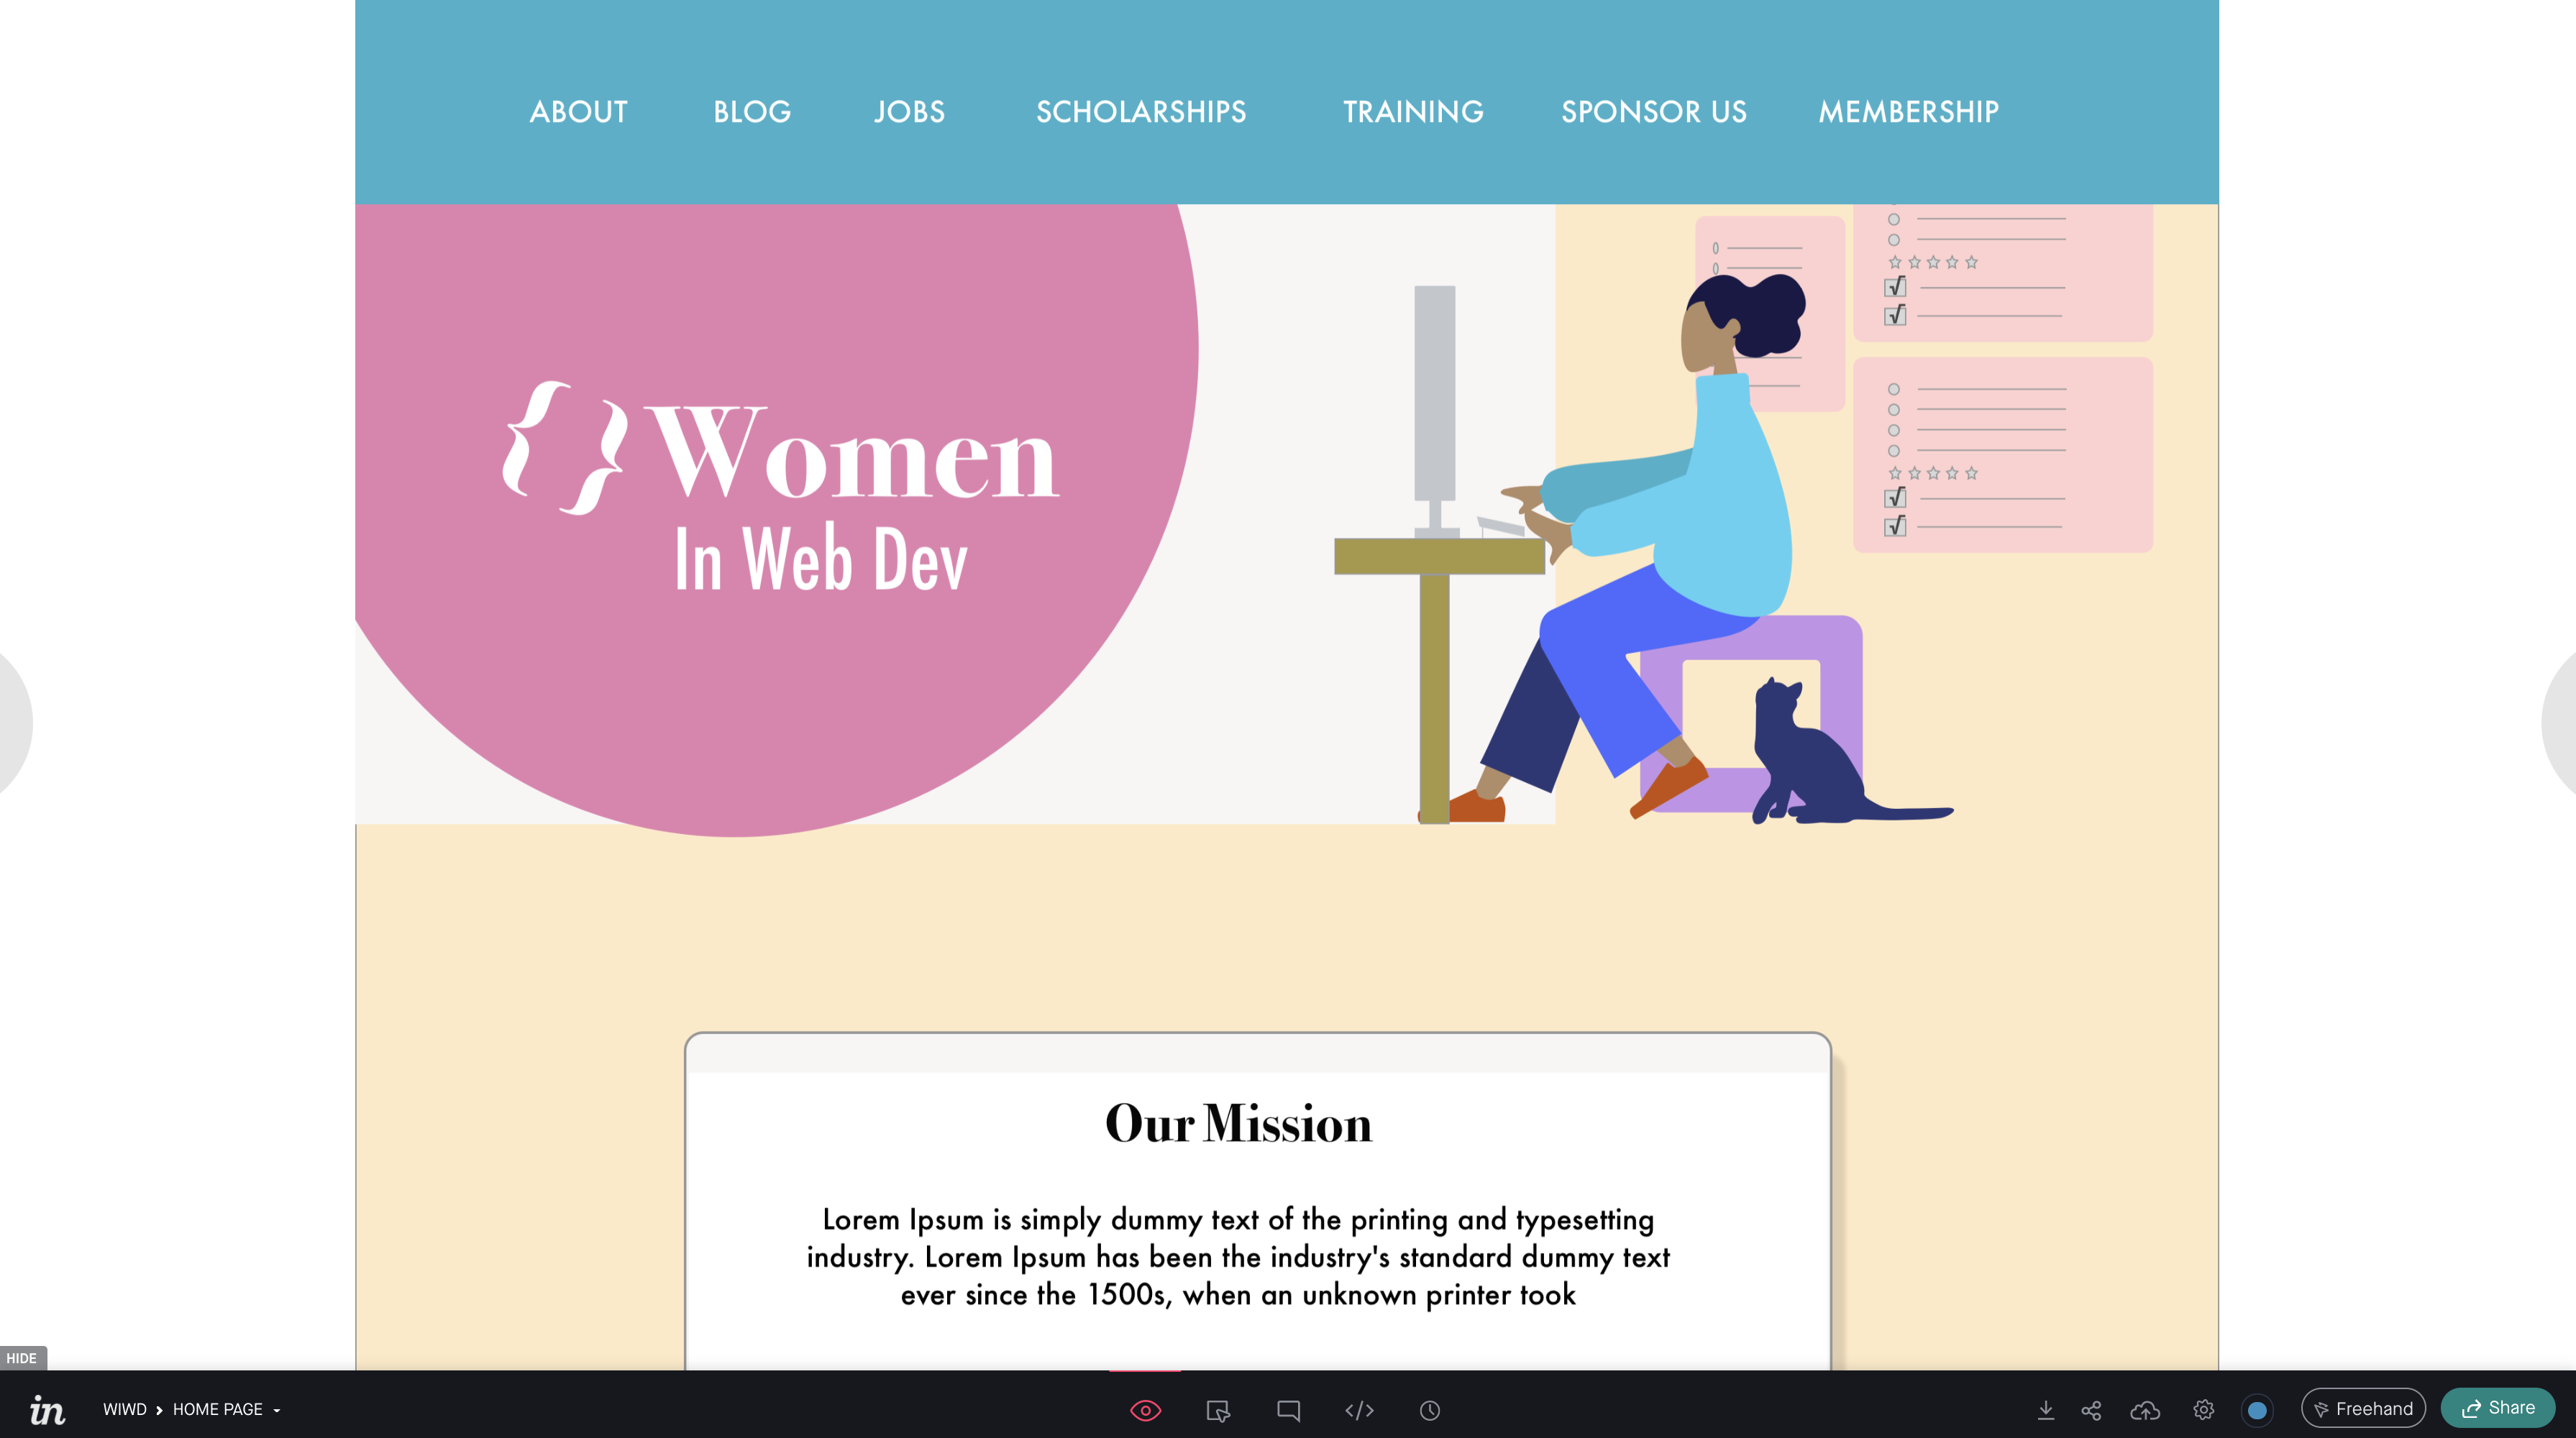 ABOUT BLOG JOBS SCHOLARSHIPS TRAINING SPONSOR US MEMBERSHIP
{ } Women
In Web Dev
Our Mission
Lorem Ipsum is simply dummy text of the printing and typesetting
industry. Lorem Ipsum has been the industry's standard dummy text
ever since the 1500s, when an unknown printer took
HIDE
in WIWD > HOME PAGE </> Freehand Share